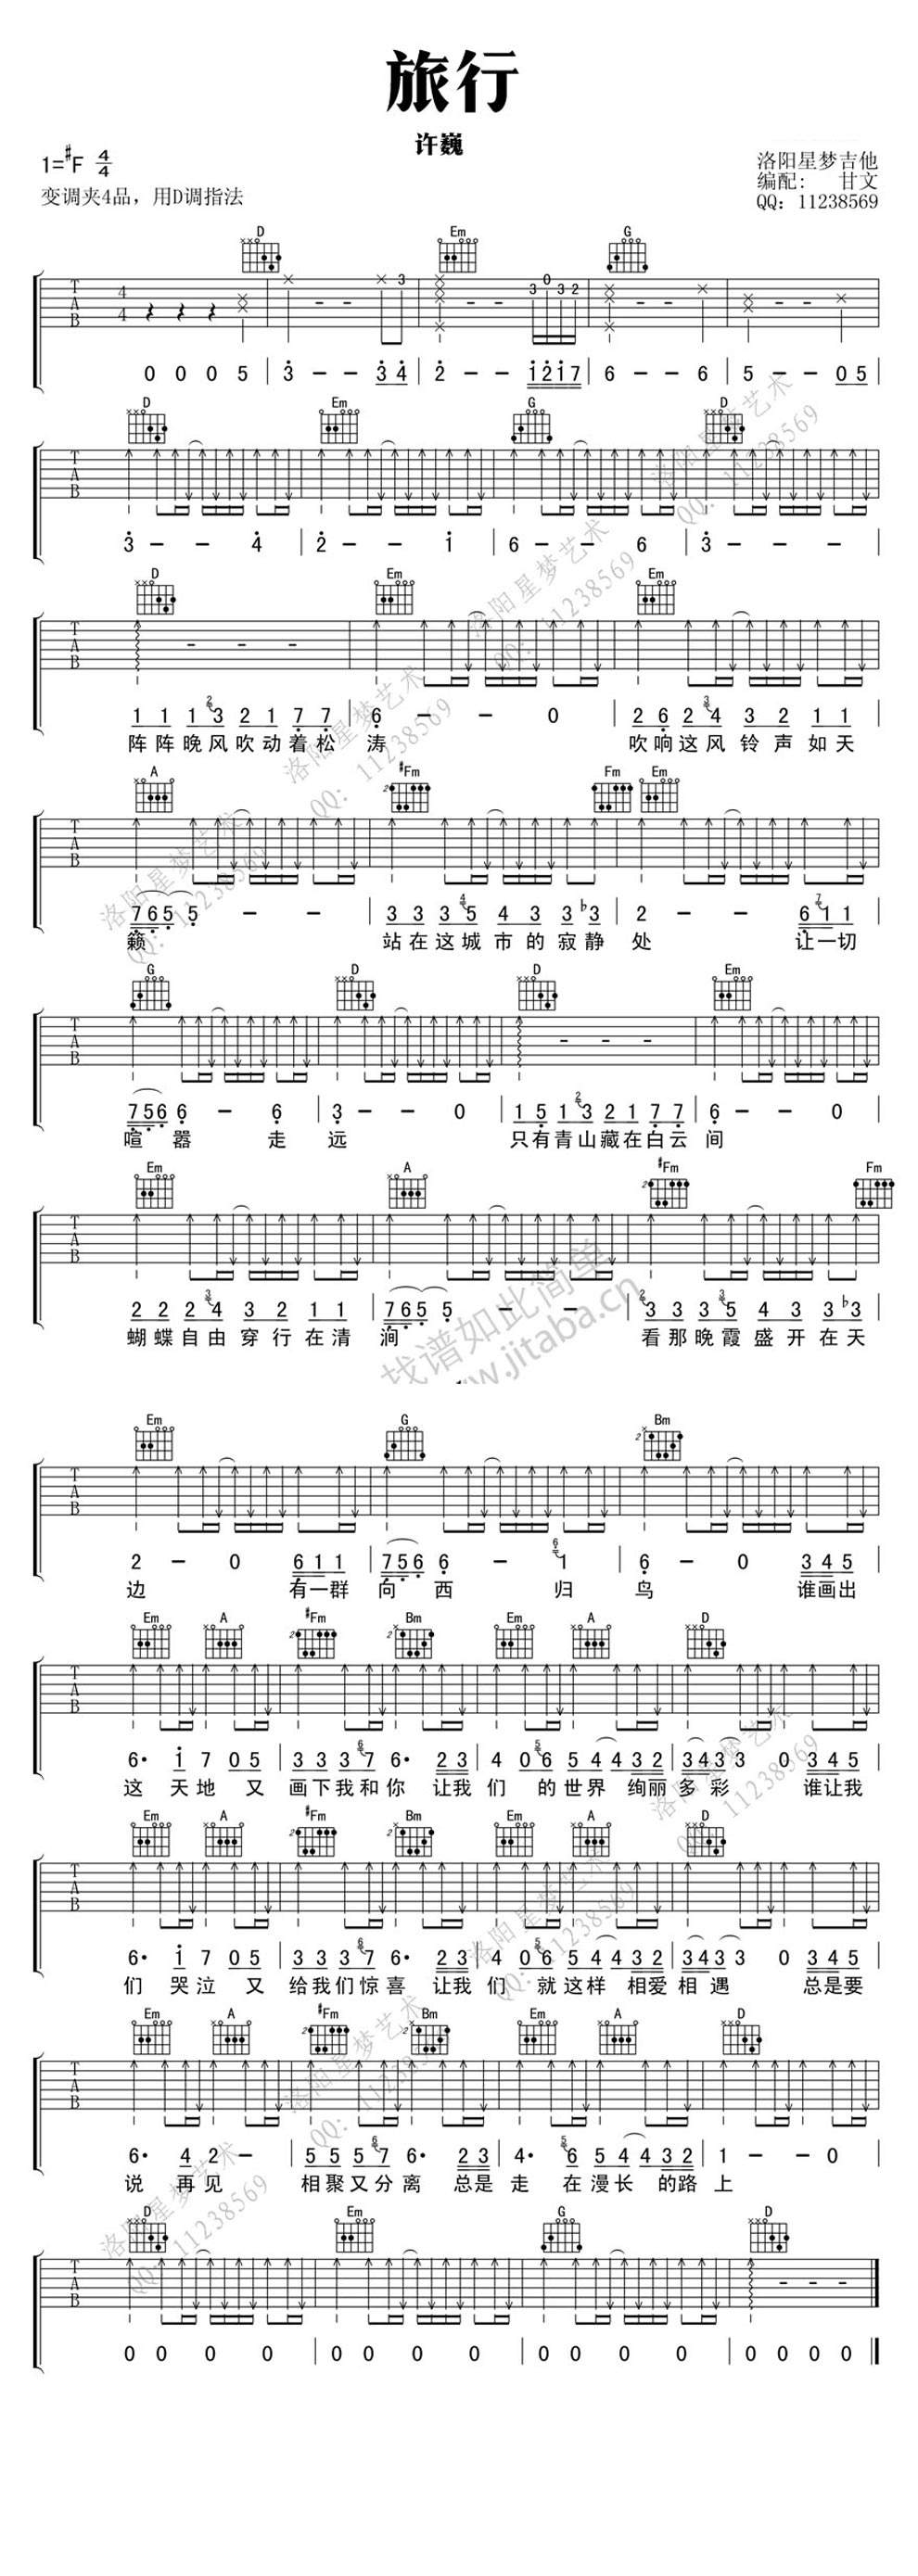 旅行
许巍
1=#F 4/4
洛阳星梦吉他
编配： 甘文
变调夹4品，用D调指法
QQ：11238569
D Em G
0 0 0 5 | 3 - - 3 4 | 2 - - 1 2 1 7 | 6 - - 6 | 5 - - 0 5 |
D Em G D
3 - - 4 | 2 - - 1 | 6 - - 6 | 3 - - - |
D Em Em
1 1 1 2 3 2 1 7 7 | 6 - - 0 | 2 6 2 3 4 3 2 1 1
阵阵晚风吹动着松 涛 吹响这风铃声如天
A #Fm Fm Em
7 6 5 5 - - | 3 3 3 4 5 4 3 3 b3 | 2 - - 6 7 1 1
籁 站在这城市的寂静 处 让一切
G D D Em
7 5 6 6 - 6 | 3 - - 0 | 1 5 1 2 3 2 1 7 7 | 6 - - 0 |
喧嚣 走 远 只有青山藏在白云 间
Em A #Fm Fm
2 2 2 3 4 3 2 1 1 | 7 6 5 5 - - | 2 3 3 3 3 5 4 3 3 b3
蝴蝶自由穿行在清 涧 看那晚霞盛开在天
找谱如此简单
Em G Bm
2 - 0 6 1 1 | 7 5 6 6 - 6 1 | 6 - 0 3 4 5 |
边 有一群 向西 归 鸟 谁画出
Em A #Fm Bm Em A D
6· 1 7 0 5 | 3 3 3 6 7 6· 2 3 | 4 0 5 6 5 4 4 3 2 | 3 4 3 3 0 3 4 5
这 天地 又 画下我和你 让我 们 的世界 绚丽 多彩 谁让我
Em A #Fm Bm Em A D
6· 1 7 0 5 | 3 3 3 6 7 6· 2 3 | 4 0 5 6 5 4 4 3 2 | 3 4 3 3 0 3 4 5
们 哭泣 又 给我们惊喜 让我 们 就这样 相爱 相遇 总是要
Em A #Fm Bm Em A D
6· 4 2 - | 5 5 5 6 7 6· 2 3 | 4· 5 6 5 4 4 3 2 | 1 - - 0 |
说 再见 相聚又分离 总是 走 在漫长 的路 上
D Em G D
0 0 0 0 | 0 0 0 0 | 0 0 0 0 | 0 0 0 0